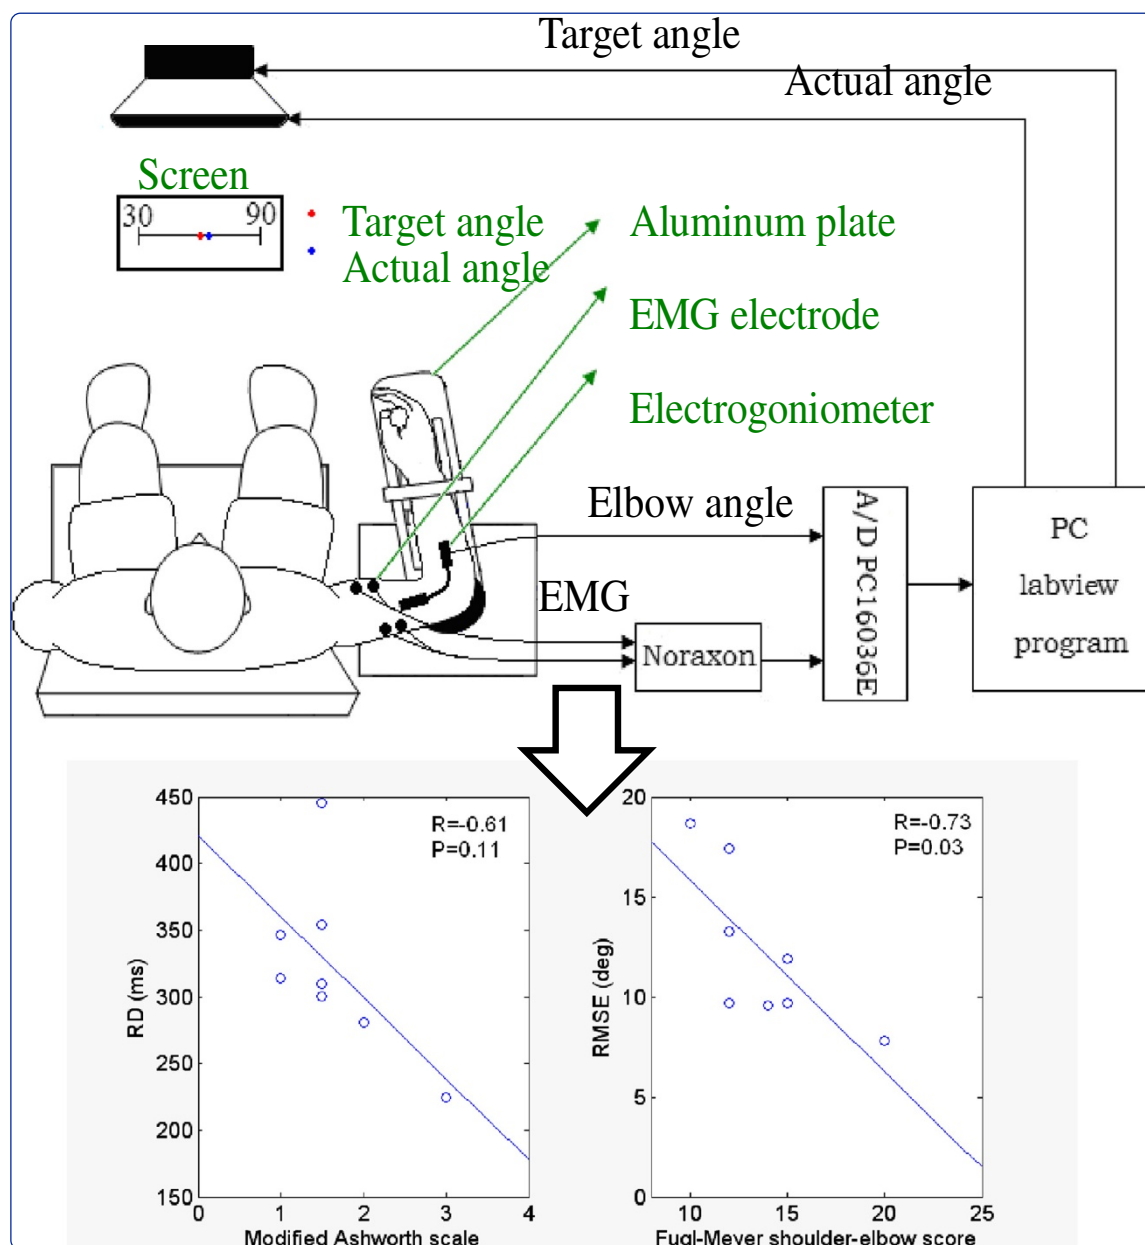 Target angle
Actual angle
Screen
30 90
Target angle
Actual angle
Aluminum plate
EMG electrode
Electrogoniometer
Elbow angle
EMG
Noraxon
A/D PC16036E
PC
labview
program
450
400
350
300
250
200
150
RD (ms)
R=-0.61
P=0.11
0 1 2 3 4
Modified Ashworth scale
20
15
10
5
0
RMSE (deg)
R=-0.73
P=0.03
10 15 20 25
Fugl-Meyer shoulder-elbow score